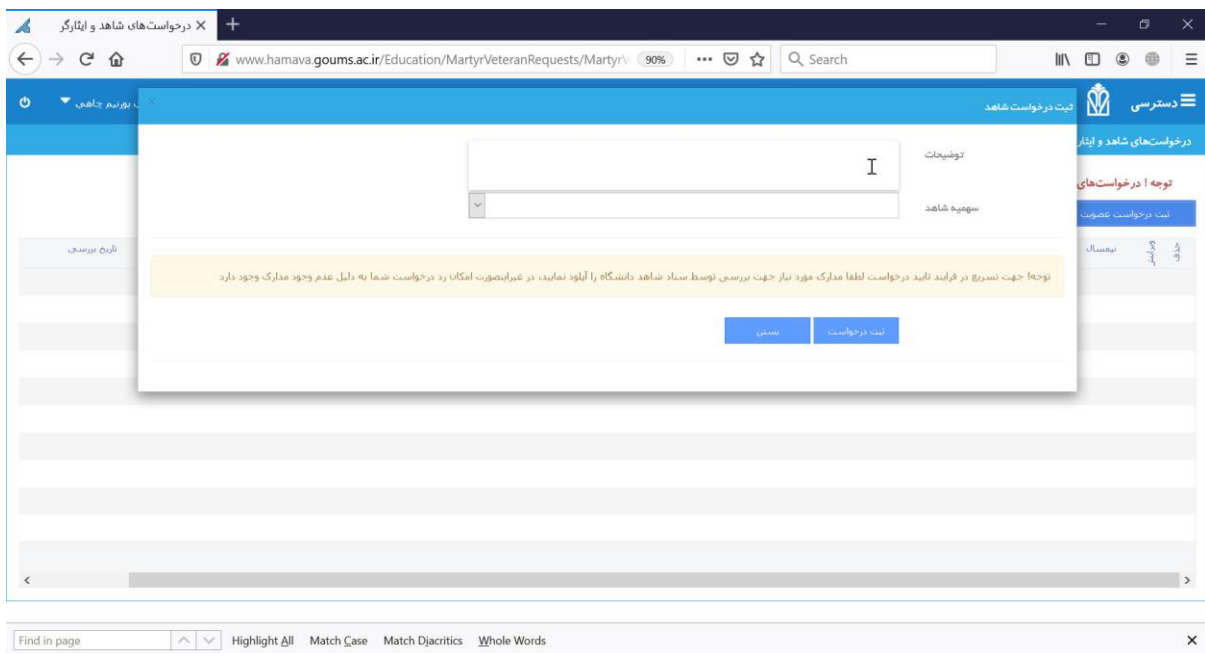 درخواست‌های شاهد و ایثارگر
www.hamava.goums.ac.ir/Education/MartyrVeteranRequests/MartyrV
90%
Search
دسترسی
پورنیم چاهی
ثبت درخواست شاهد
درخواست‌های شاهد و ایثار
توضیحات
توجه ! درخواست‌های
سهمیه شاهد
ثبت درخواست عضویت
حذف
ویرایش
نیمسال
تاریخ بررسی
توجه! جهت تسریع در فرایند تایید درخواست لطفا مدارک مورد نیاز جهت بررسی توسط ستاد شاهد دانشگاه را آپلود نمایید، در غیراینصورت امکان رد درخواست شما به دلیل عدم وجود مدارک وجود دارد
ثبت درخواست
بستن
Find in page
Highlight All
Match Case
Match Diacritics
Whole Words